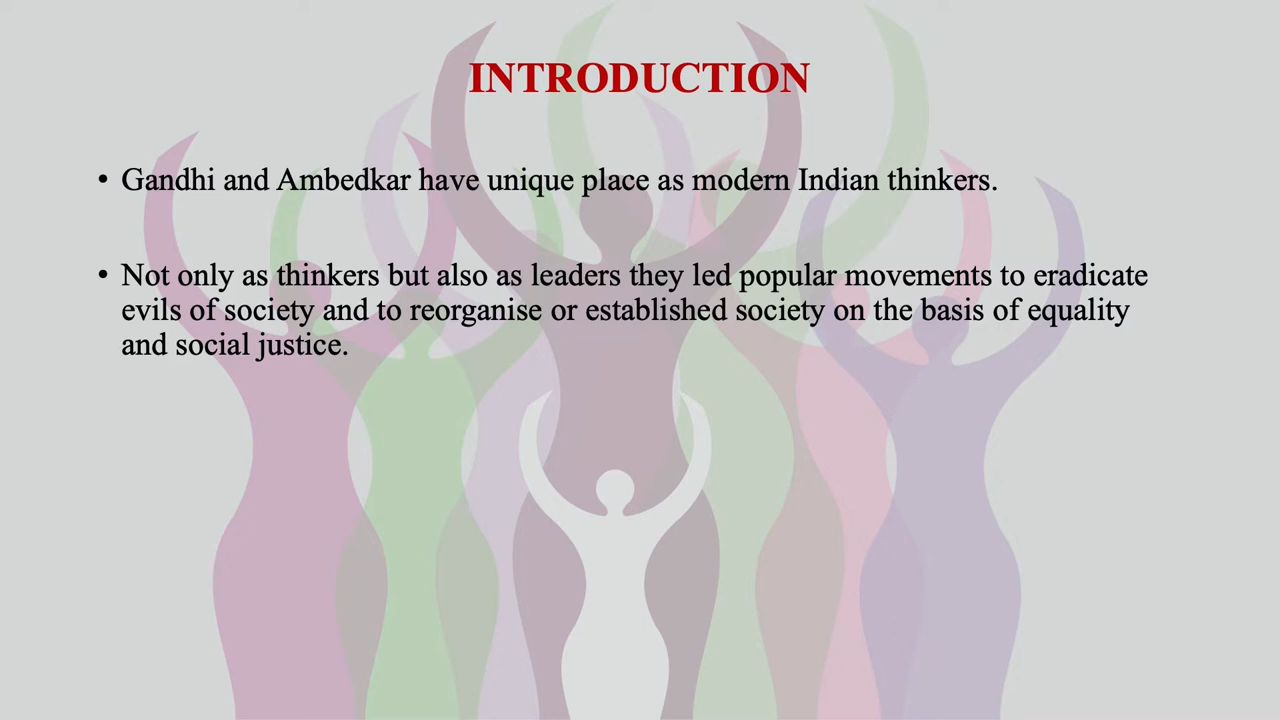 INTRODUCTION
• Gandhi and Ambedkar have unique place as modern Indian thinkers.
• Not only as thinkers but also as leaders they led popular movements to eradicate
evils of society and to reorganise or established society on the basis of equality
and social justice.